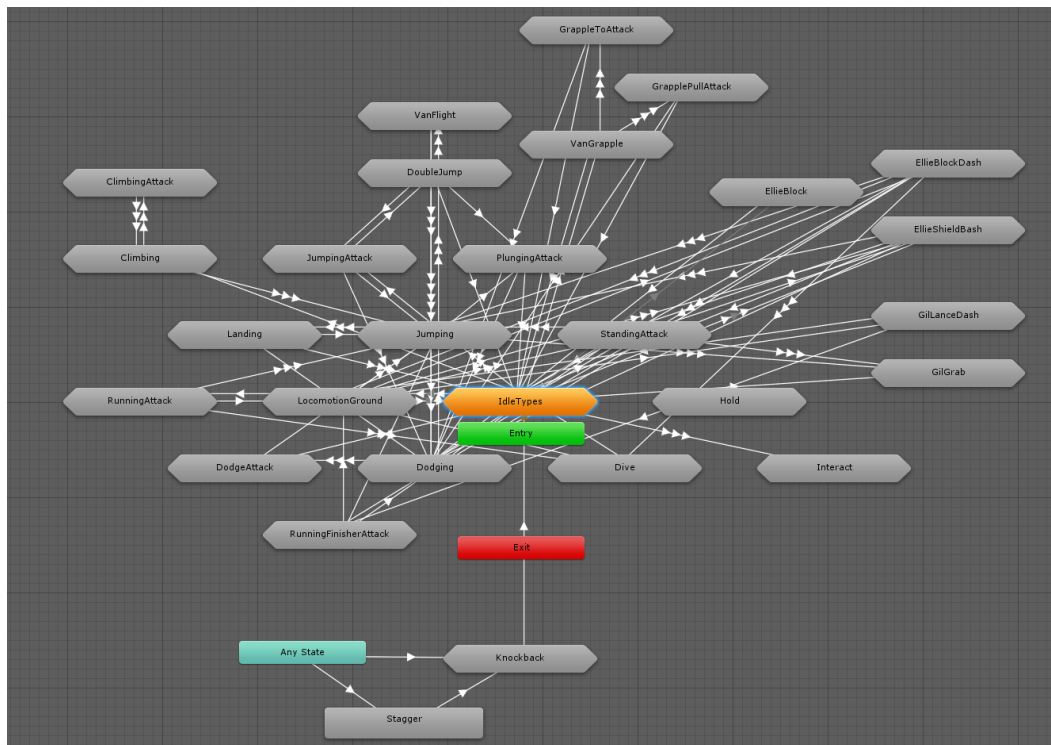 GrappleToAttack
GrapplePullAttack
VanFlight
VanGrapple
EllieBlockDash
DoubleJump
ClimbingAttack
EllieBlock
EllieShieldBash
Climbing
JumpingAttack
PlungingAttack
GilLanceDash
Landing
Jumping
StandingAttack
GilGrab
RunningAttack
LocomotionGround
IdleTypes
Hold
Entry
DodgeAttack
Dodging
Dive
Interact
RunningFinisherAttack
Exit
Any State
Knockback
Stagger